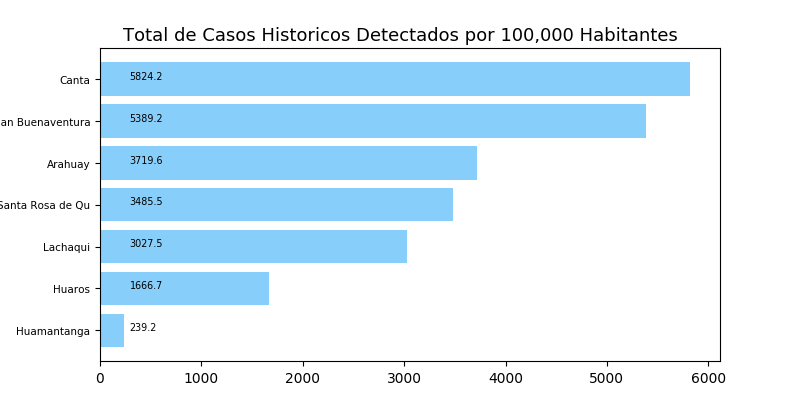 Total de Casos Historicos Detectados por 100,000 Habitantes
Canta 5824.2
an Buenaventura 5389.2
Arahuay 3719.6
Santa Rosa de Qu 3485.5
Lachaqui 3027.5
Huaros 1666.7
Huamantanga 239.2
0 1000 2000 3000 4000 5000 6000